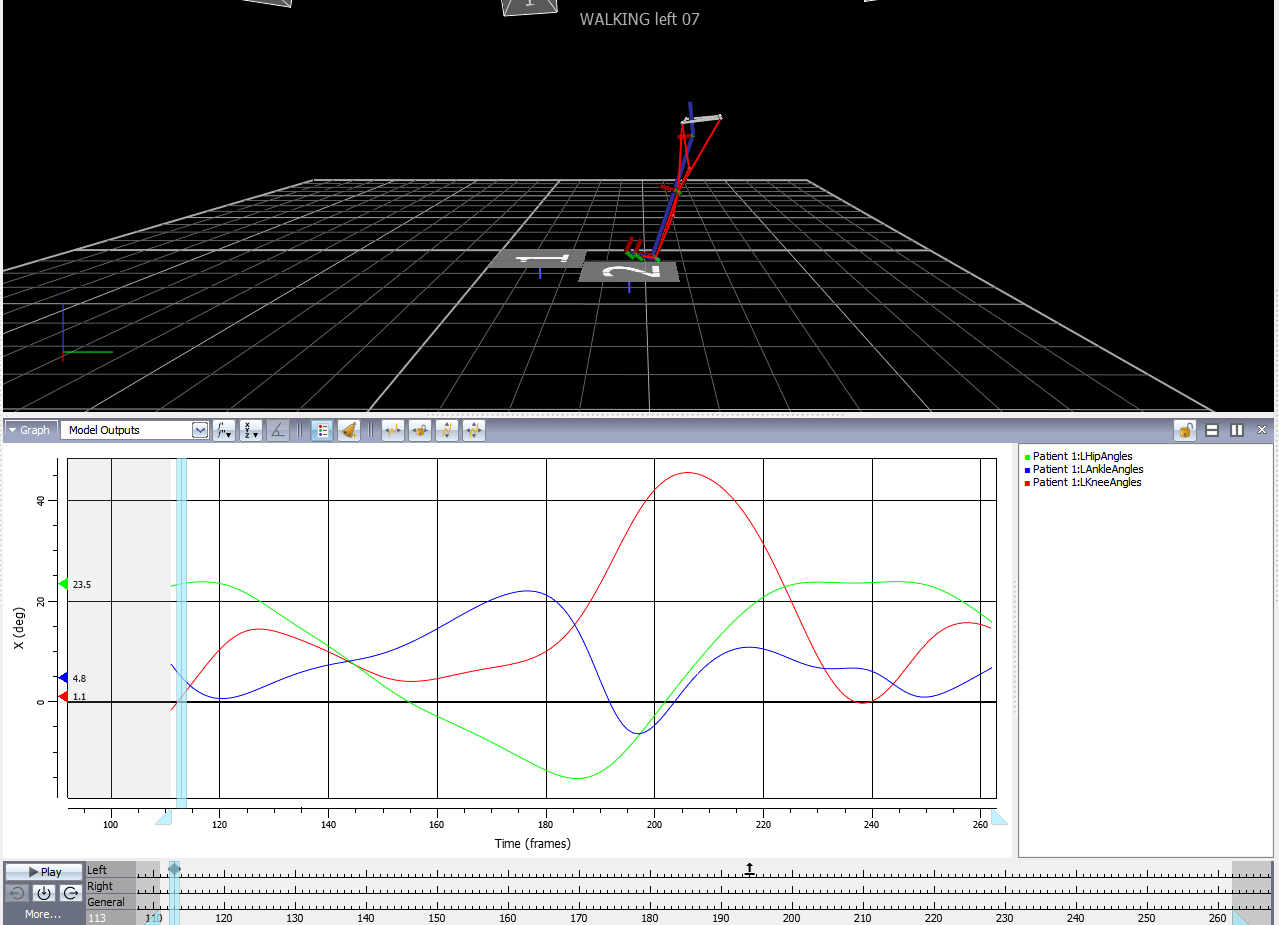 1
WALKING left 07
1
2
Graph
Model Outputs
X Y Z
Patient 1:LHipAngles
Patient 1:LAnkleAngles
Patient 1:LKneeAngles
40
20
0
23.5
4.8
1.1
X (deg)
100 120 140 160 180 200 220 240 260
Time (frames)
Play
More...
Left
Right
General
113
110 120 130 140 150 160 170 180 190 200 210 220 230 240 250 260